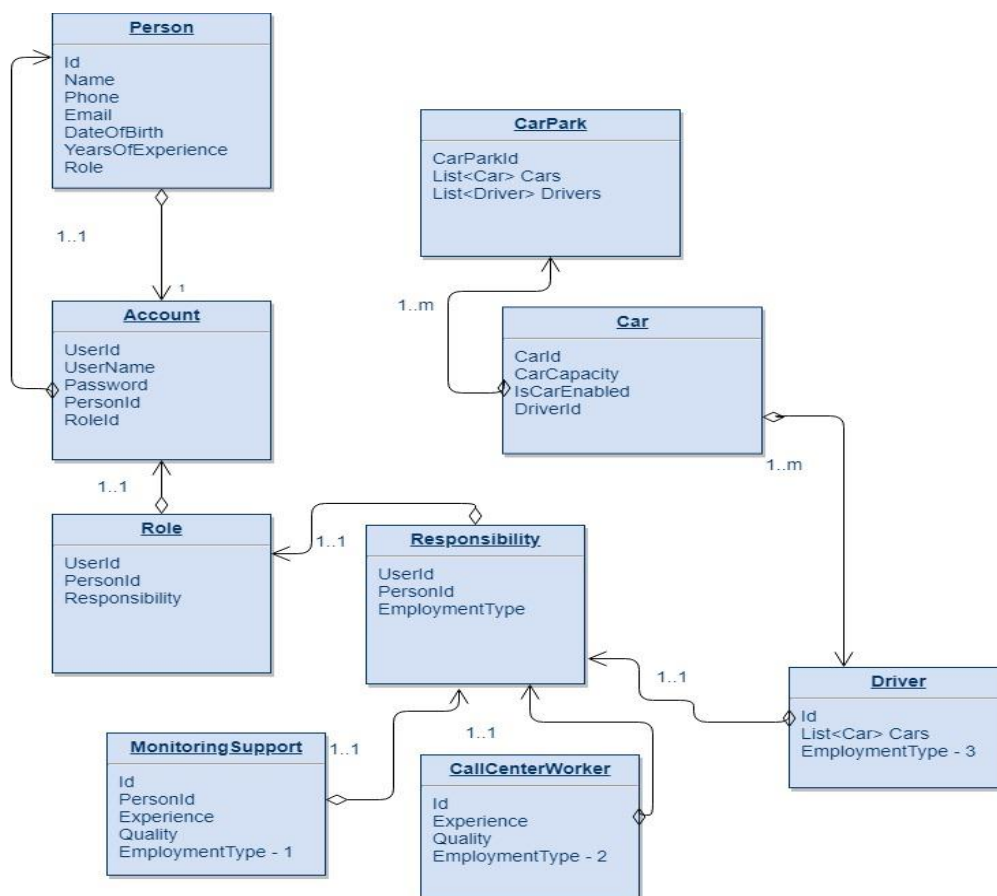 Person
Id
Name
Phone
Email
DateOfBirth
YearsOfExperience
Role
1..1
1
Account
UserId
UserName
Password
PersonId
RoleId
1..1
Role
UserId
PersonId
Responsibility
CarPark
CarParkId
List<Car> Cars
List<Driver> Drivers
1..m
Car
CarId
CarCapacity
IsCarEnabled
DriverId
1..m
1..1
Responsibility
UserId
PersonId
EmploymentType
1..1
Driver
Id
List<Car> Cars
EmploymentType - 3
1..1
1..1
MonitoringSupport
Id
PersonId
Experience
Quality
EmploymentType - 1
CallCenterWorker
Id
Experience
Quality
EmploymentType - 2